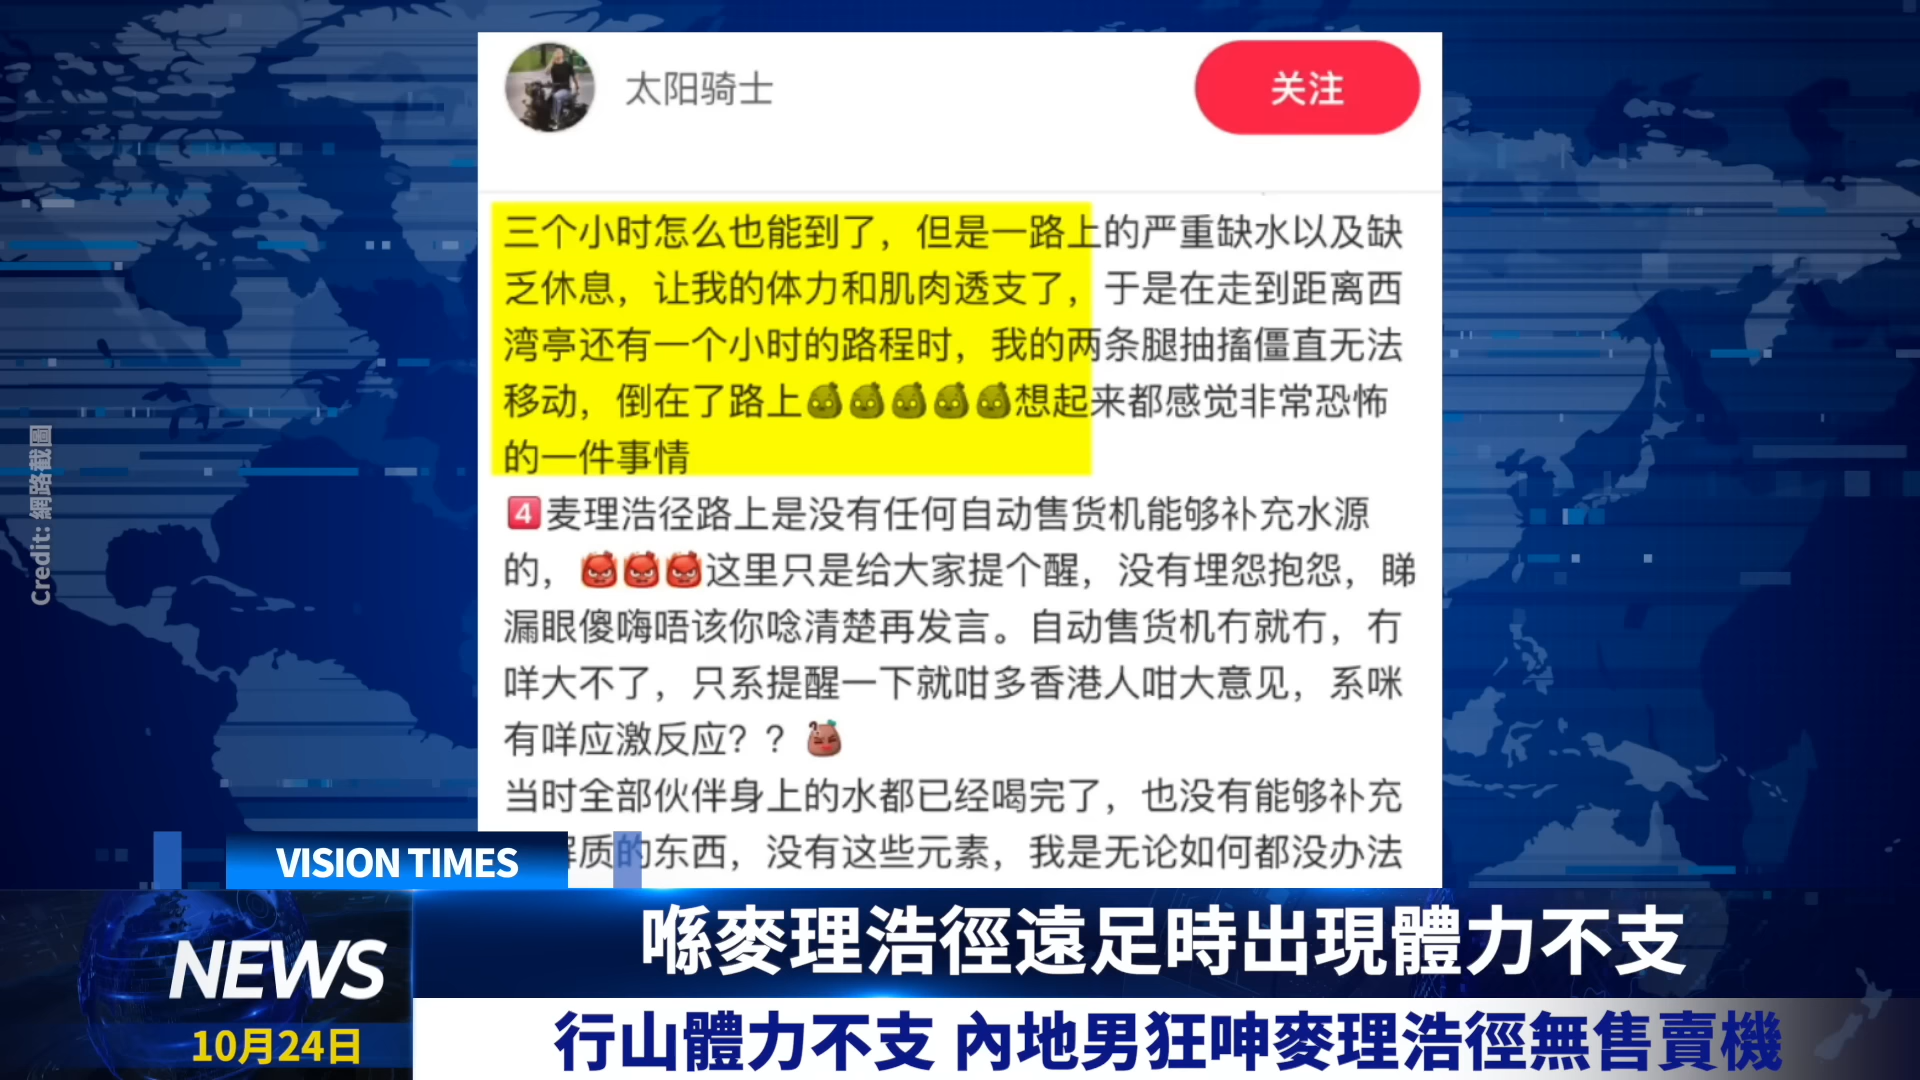 太阳骑士
关注
三个小时怎么也能到了，但是一路上的严重缺水以及缺
乏休息，让我的体力和肌肉透支了，于是在走到距离西
湾亭还有一个小时的路程时，我的两条腿抽搐僵直无法
移动，倒在了路上想起来都感觉非常恐怖
的一件事情
4麦理浩径路上是没有任何自动售货机能够补充水源
的，这里只是给大家提个醒，没有埋怨抱怨，睇
漏眼傻嗨唔该你唸清楚再发言。自动售货机冇就冇，冇
咩大不了，只系提醒一下就咁多香港人咁大意见，系咪
有咩应激反应？？
当时全部伙伴身上的水都已经喝完了，也没有能够补充
质的东西，没有这些元素，我是无论如何都没办法
Credit: 網路截圖
VISION TIMES
NEWS
10月24日
喺麥理浩徑遠足時出現體力不支
行山體力不支 內地男狂呻麥理浩徑無售賣機